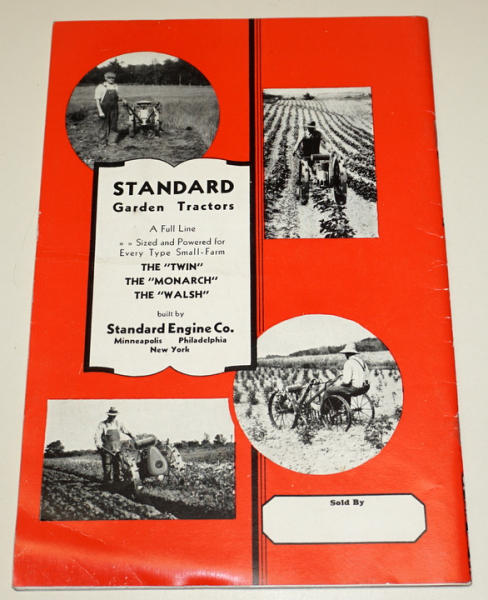 STANDARD
Garden Tractors
A Full Line
» » Sized and Powered for
Every Type Small-Farm
THE "TWIN"
THE "MONARCH"
THE "WALSH"
built by
Standard Engine Co.
Minneapolis Philadelphia
New York
Sold By